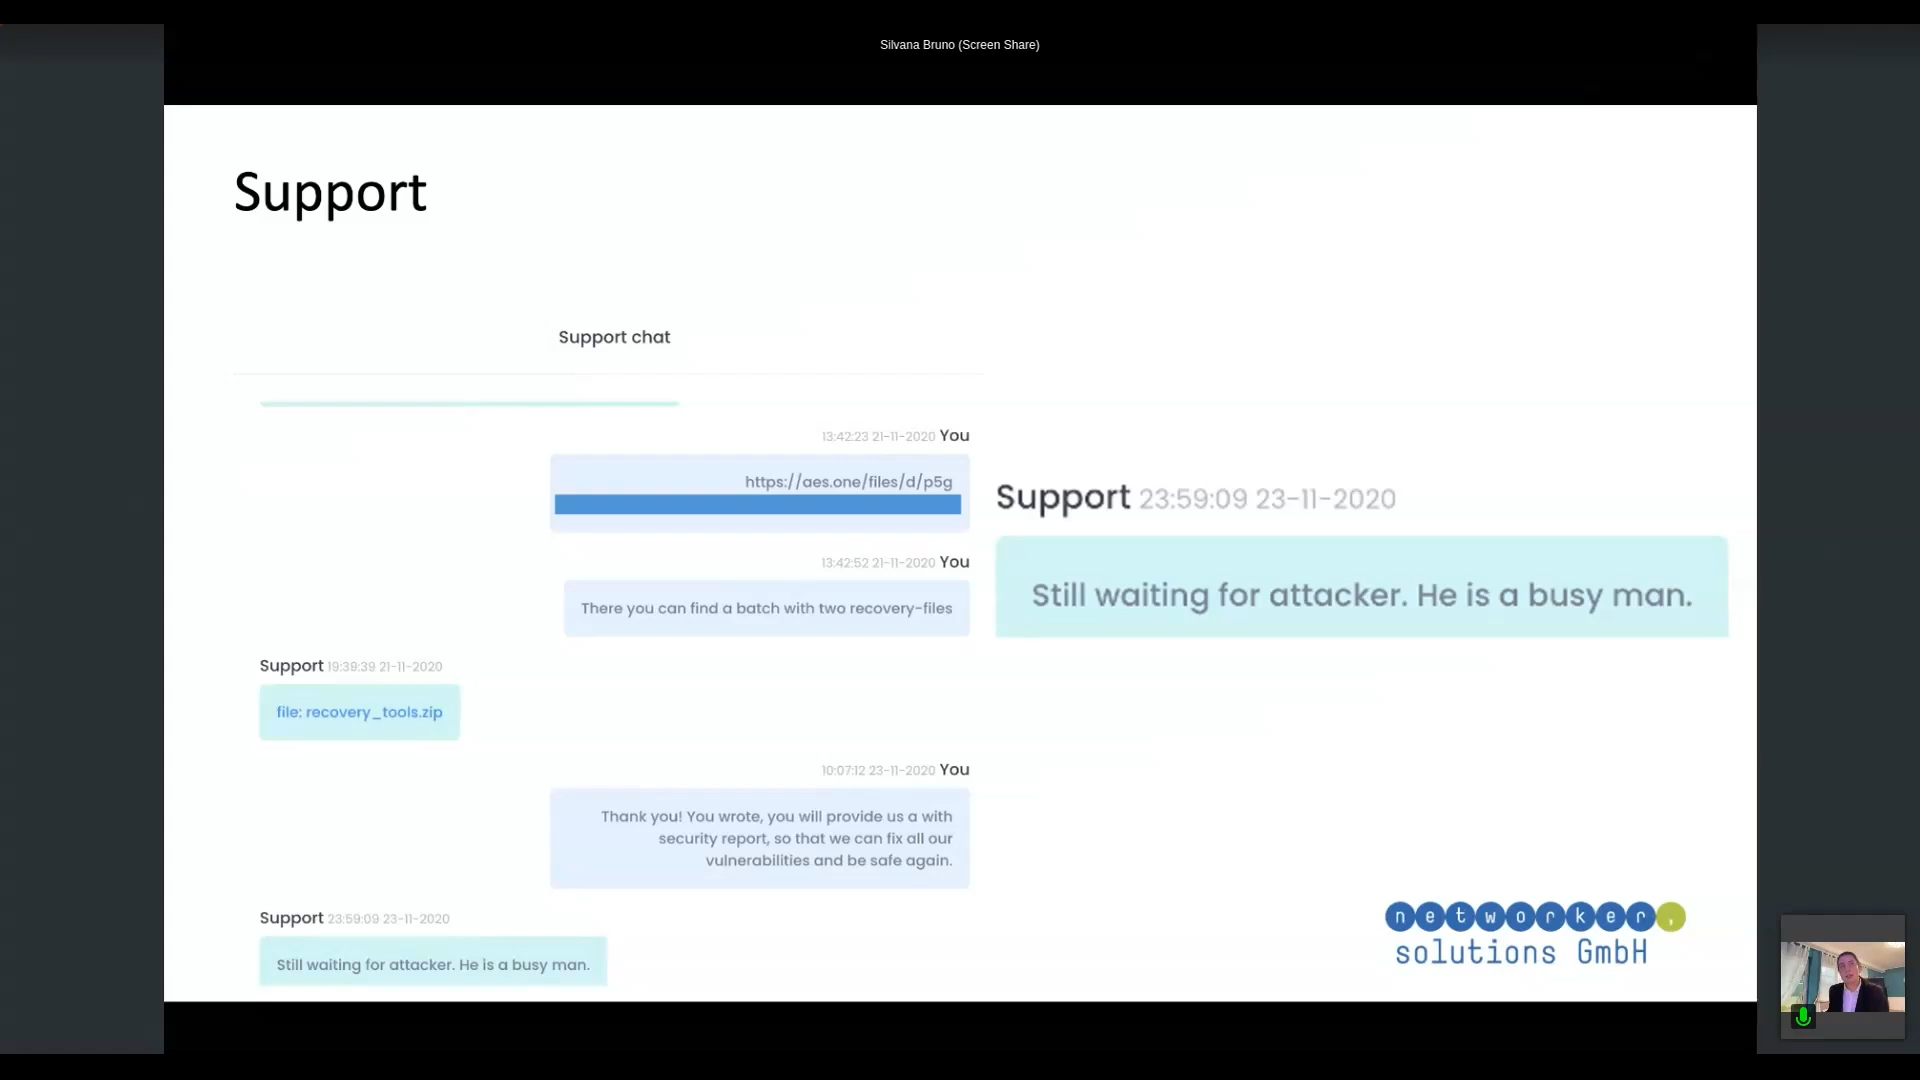 Silvana Bruno (Screen Share)
Support
Support chat
13:42:23 21-11-2020 You
https://aes.one/files/d/p5g
13:42:52 21-11-2020 You
There you can find a batch with two recovery-files
Support 19:39:39 21-11-2020
file: recovery_tools.zip
10:07:12 23-11-2020 You
Thank you! You wrote, you will provide us a with
security report, so that we can fix all our
vulnerabilities and be safe again.
Support 23:59:09 23-11-2020
Still waiting for attacker. He is a busy man.
Support 23:59:09 23-11-2020
Still waiting for attacker. He is a busy man.
networker,
solutions GmbH